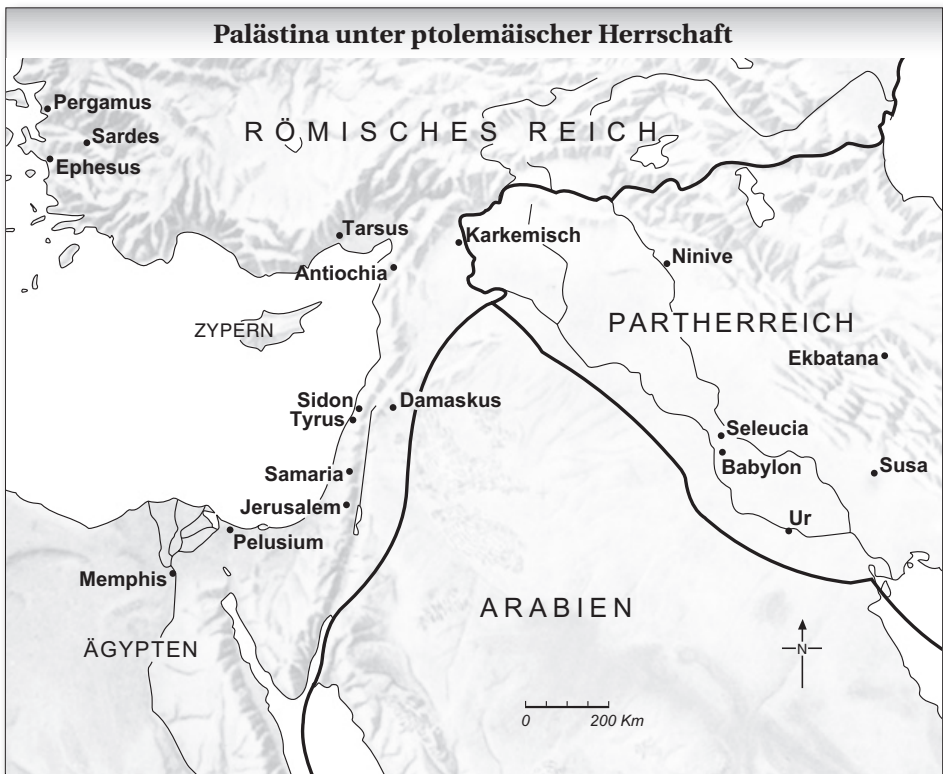 Palästina unter ptolemäischer Herrschaft
Pergamus
Sardes
Ephesus
RÖMISCHES REICH
Tarsus
Antiochia
Karkemisch
Ninive
ZYPERN
PARTHERREICH
Ekbatana
Sidon
Tyrus
Damaskus
Seleucia
Babylon
Susa
Samaria
Jerusalem
Ur
Pelusium
Memphis
ARABIEN
ÄGYPTEN
N
0 200 Km